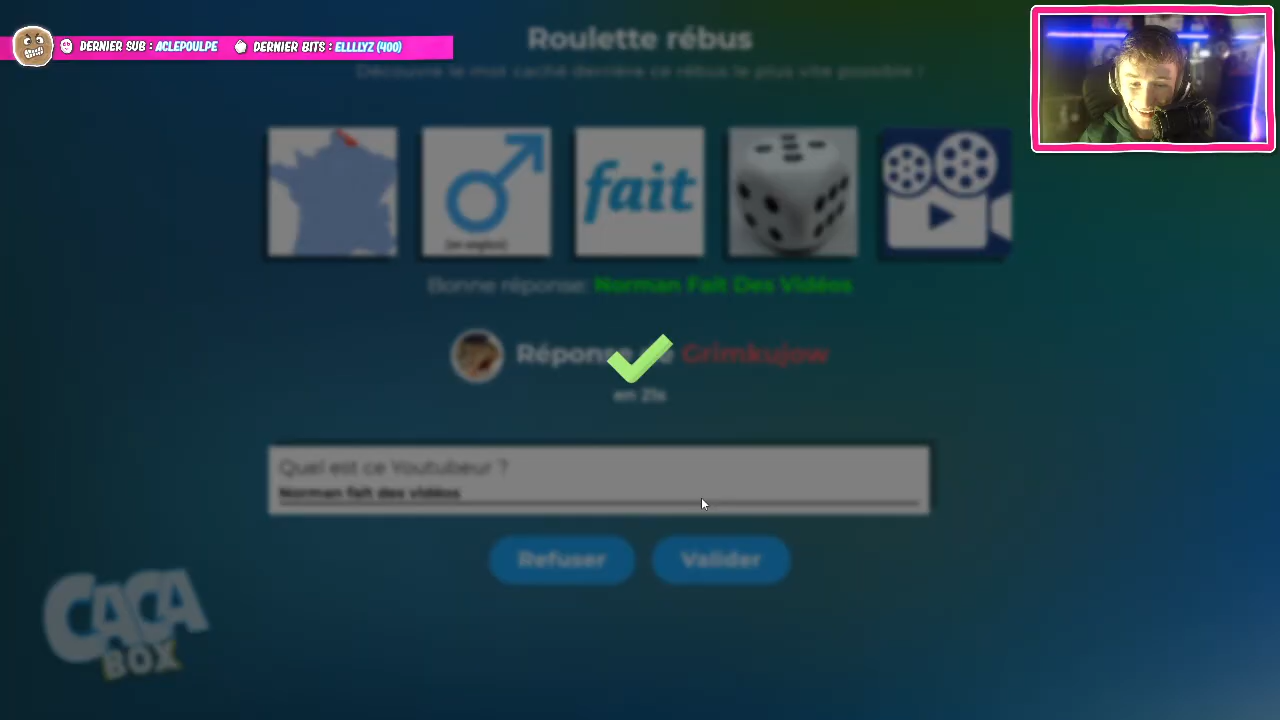 Roulette rébus
DERNIER SUB : ACLEPOULPE DERNIER BITS : ELLLLYZ (400)
Découvre le mot caché derrière ce rébus le plus vite possible !
fait
(en anglais)
Bonne réponse: Norman Fait Des Vidéos
Réponse de Grimkujow
en 21s
Quel est ce Youtubeur ?
Norman fait des vidéos
Refuser Valider
CACA
BOX